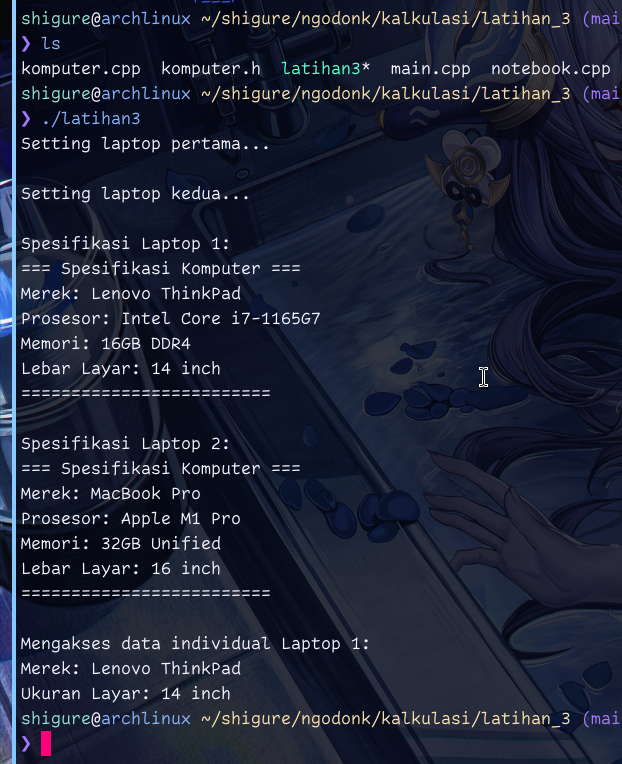 shigure@archlinux ~/shigure/ngodonk/kalkulasi/latihan_3 (mai
❯ ls
komputer.cpp komputer.h latihan3* main.cpp notebook.cpp
shigure@archlinux ~/shigure/ngodonk/kalkulasi/latihan_3 (mai
❯ ./latihan3
Setting laptop pertama...
Setting laptop kedua...
Spesifikasi Laptop 1:
=== Spesifikasi Komputer ===
Merek: Lenovo ThinkPad
Prosesor: Intel Core i7-1165G7
Memori: 16GB DDR4
Lebar Layar: 14 inch
=========================
Spesifikasi Laptop 2:
=== Spesifikasi Komputer ===
Merek: MacBook Pro
Prosesor: Apple M1 Pro
Memori: 32GB Unified
Lebar Layar: 16 inch
=========================
Mengakses data individual Laptop 1:
Merek: Lenovo ThinkPad
Ukuran Layar: 14 inch
shigure@archlinux ~/shigure/ngodonk/kalkulasi/latihan_3 (mai
❯